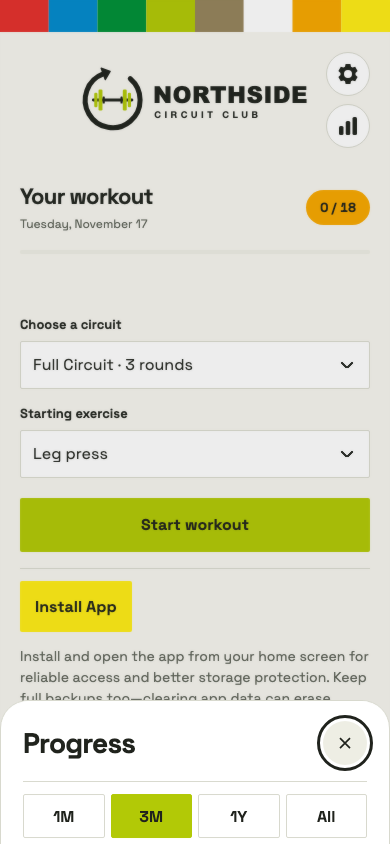 NORTHSIDE
CIRCUIT CLUB
Your workout
Tuesday, November 17
0 / 18
Choose a circuit
Full Circuit · 3 rounds
Starting exercise
Leg press
Start workout
Install App
Install and open the app from your home screen for
reliable access and better storage protection. Keep
full backups too—clearing app data can erase
Progress
1M
3M
1Y
All